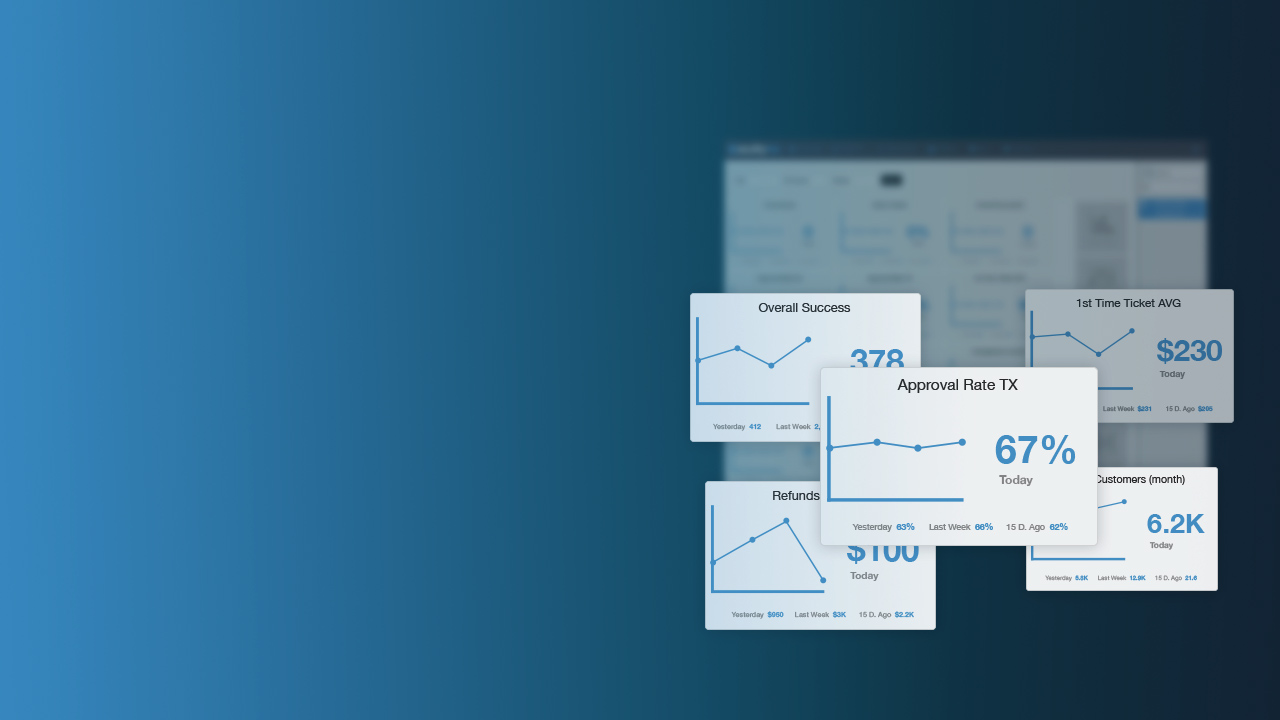 Overall Success
378
Yesterday 412 Last Week 2,
1st Time Ticket AVG
$230
Today
Last Week $231 15 D. Ago $295
Approval Rate TX
67%
Today
Yesterday 63% Last Week 66% 15 D. Ago 62%
Refunds
$100
Today
Yesterday $950 Last Week $3K 15 D. Ago $2.2K
Customers (month)
6.2K
Today
Yesterday 5.8K Last Week 12.9K 15 D. Ago 21.6